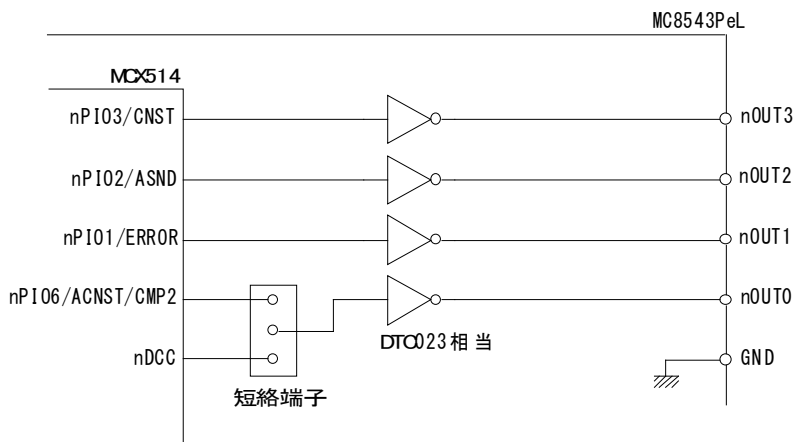 MC8543PeL
MCX514
nPIO3/CNST
nOUT3
nPIO2/ASND
nOUT2
nPIO1/ERROR
nOUT1
nPIO6/ACNST/CMP2
nOUT0
DTC023相当
nDCC
GND
短絡端子